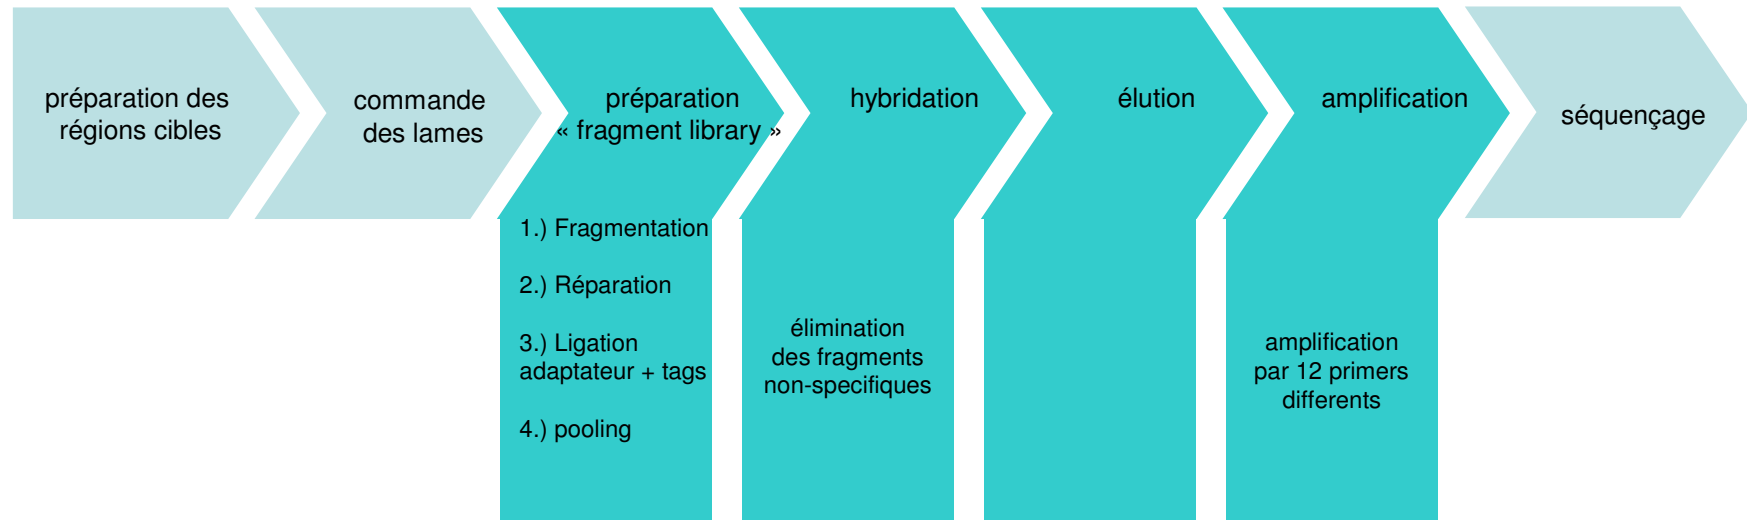 préparation des
régions cibles
commande
des lames
préparation
« fragment library »
hybridation
élution
amplification
séquençage
1.) Fragmentation
2.) Réparation
3.) Ligation
adaptateur + tags
4.) pooling
élimination
des fragments
non-specifiques
amplification
par 12 primers
differents